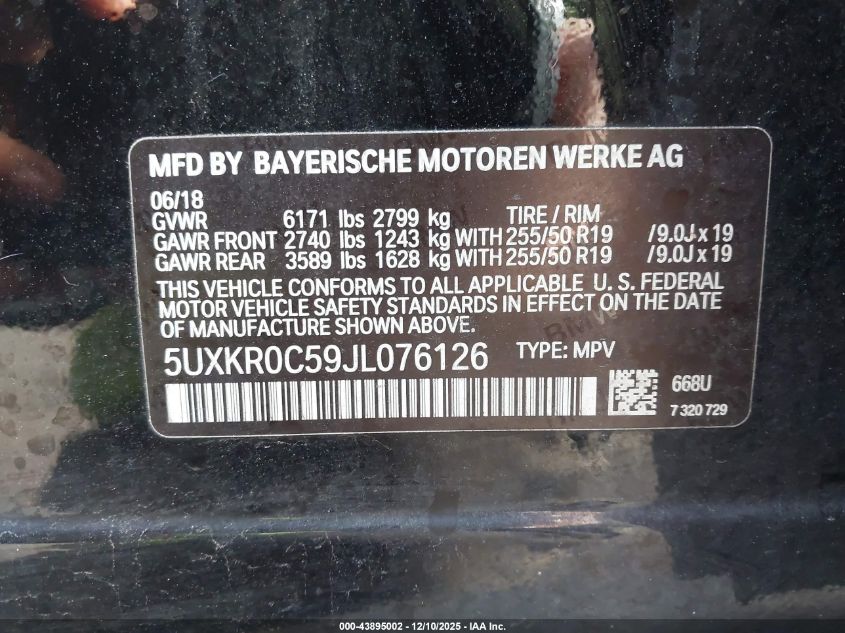 MFD BY BAYERISCHE MOTOREN WERKE AG
06/18
GVWR 6171 lbs 2799 kg TIRE / RIM
GAWR FRONT 2740 lbs 1243 kg WITH 255/50 R19 /9.0J x 19
GAWR REAR 3589 lbs 1628 kg WITH 255/50 R19 /9.0J x 19
THIS VEHICLE CONFORMS TO ALL APPLICABLE U. S. FEDERAL
MOTOR VEHICLE SAFETY STANDARDS IN EFFECT ON THE DATE
OF MANUFACTURE SHOWN ABOVE.
5UXKR0C59JL076126 TYPE: MPV
668U
7 320 729
000-43895002 - 12/10/2025 - IAA Inc.